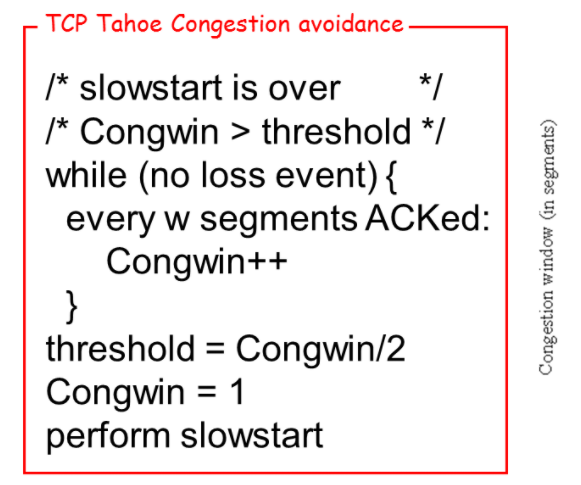 TCP Tahoe Congestion avoidance
/* slowstart is over */
/* Congwin > threshold */
while (no loss event) {
every w segments ACKed:
Congwin++
}
threshold = Congwin/2
Congwin = 1
perform slowstart
Congestion window (in segments)